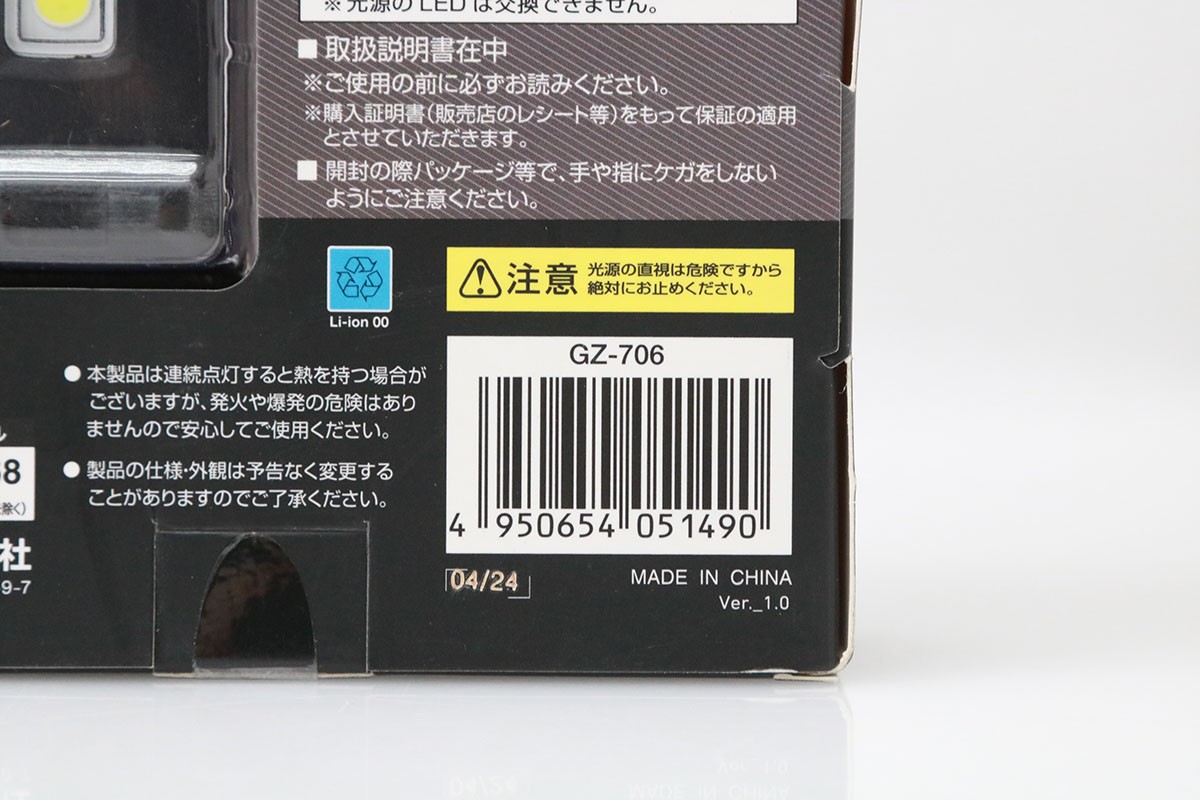 ※光源のLEDは交換できません。
■ 取扱説明書在中
※ご使用の前に必ずお読みください。
※購入証明書(販売店のレシート等)をもって保証の適用
とさせていただきます。
■ 開封の際パッケージ等で、手や指にケガをしない
ようにご注意ください。
Li-ion 00
注意
光源の直視は危険ですから
絶対にお止めください。
● 本製品は連続点灯すると熱を持つ場合が
ございますが、発火や爆発の危険はあり
ませんので安心してご使用ください。
● 製品の仕様・外観は予告なく変更する
ことがありますのでご了承ください。
8
除く)
社
9-7
GZ-706
4 950654 051490
04/24
MADE IN CHINA
Ver._1.0